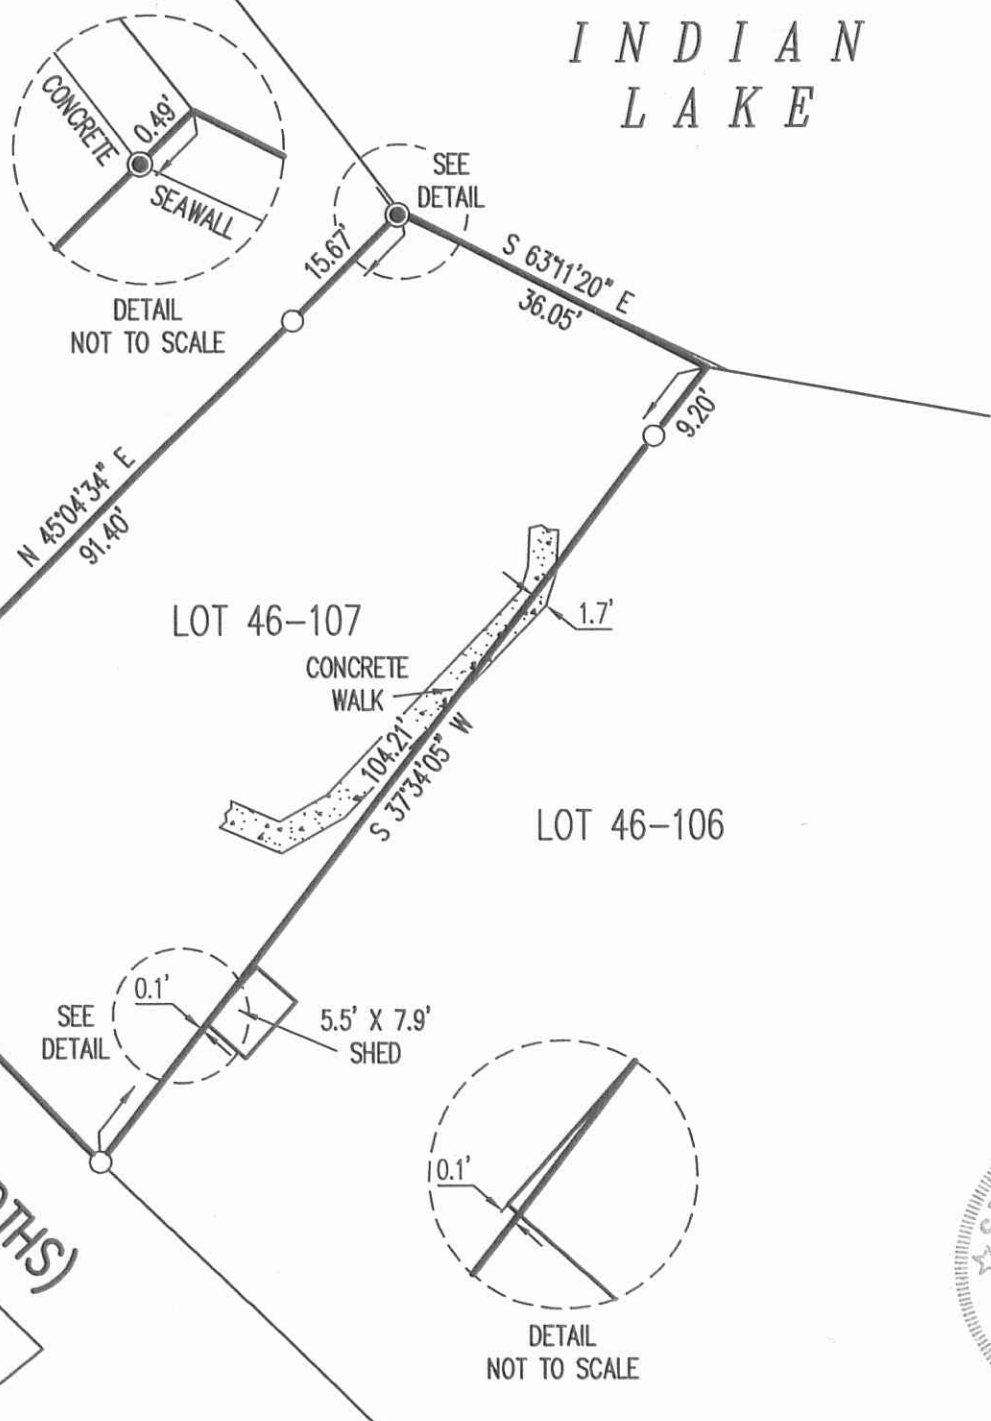 INDIAN
LAKE
CONCRETE
0.49'
SEAWALL
DETAIL
NOT TO SCALE
SEE
DETAIL
15.67'
S 63°11'20" E
36.05'
9.20'
N 45°04'34" E
91.40'
LOT 46-107
1.7'
CONCRETE
WALK
104.21'
S 37°34'05" W
LOT 46-106
0.1'
SEE
DETAIL
5.5' X 7.9'
SHED
0.1'
DETAIL
NOT TO SCALE
THS)